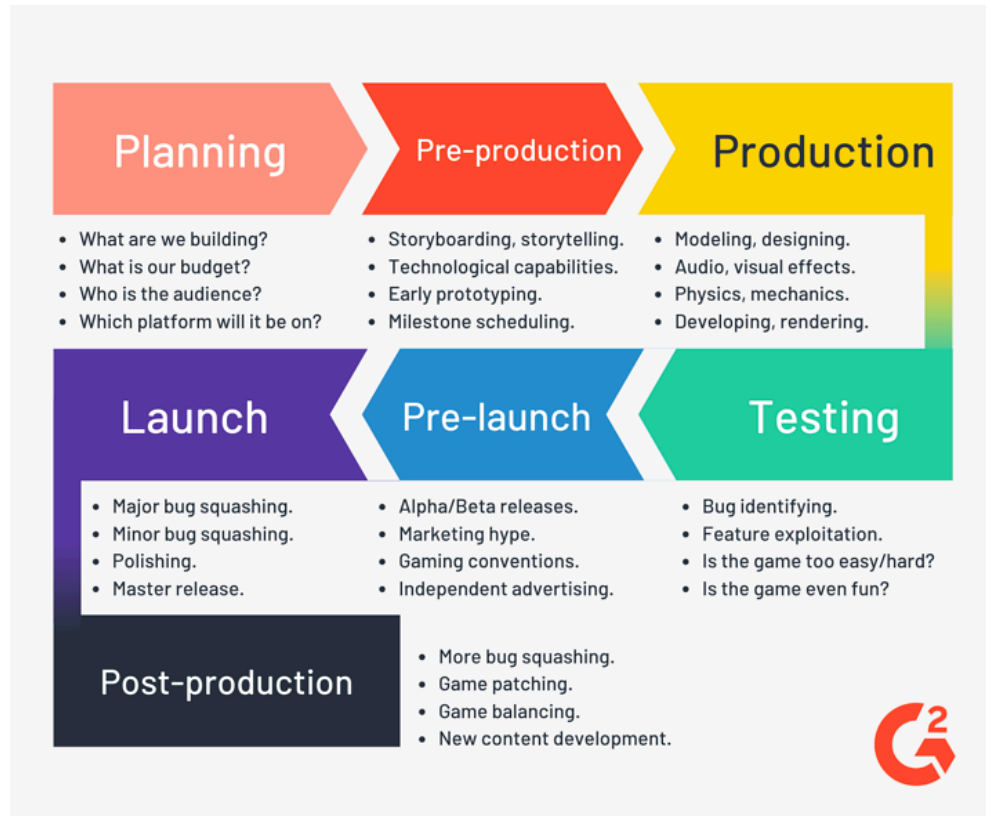 Planning
Pre-production
Production
• What are we building?
• What is our budget?
• Who is the audience?
• Which platform will it be on?
• Storyboarding, storytelling.
• Technological capabilities.
• Early prototyping.
• Milestone scheduling.
• Modeling, designing.
• Audio, visual effects.
• Physics, mechanics.
• Developing, rendering.
Launch
Pre-launch
Testing
• Major bug squashing.
• Minor bug squashing.
• Polishing.
• Master release.
• Alpha/Beta releases.
• Marketing hype.
• Gaming conventions.
• Independent advertising.
• Bug identifying.
• Feature exploitation.
• Is the game too easy/hard?
• Is the game even fun?
Post-production
• More bug squashing.
• Game patching.
• Game balancing.
• New content development.
G2